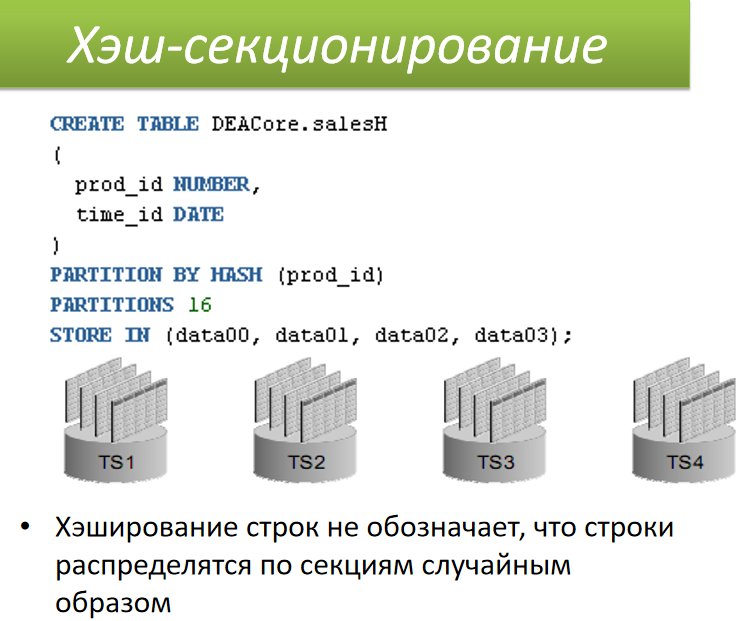 Хэш-секционирование
CREATE TABLE DEACore.salesH
(
prod_id NUMBER,
time_id DATE
)
PARTITION BY HASH (prod_id)
PARTITIONS 16
STORE IN (data00, data01, data02, data03);
TS1 TS2 TS3 TS4
• Хэширование строк не обозначает, что строки
распределятся по секциям случайным
образом